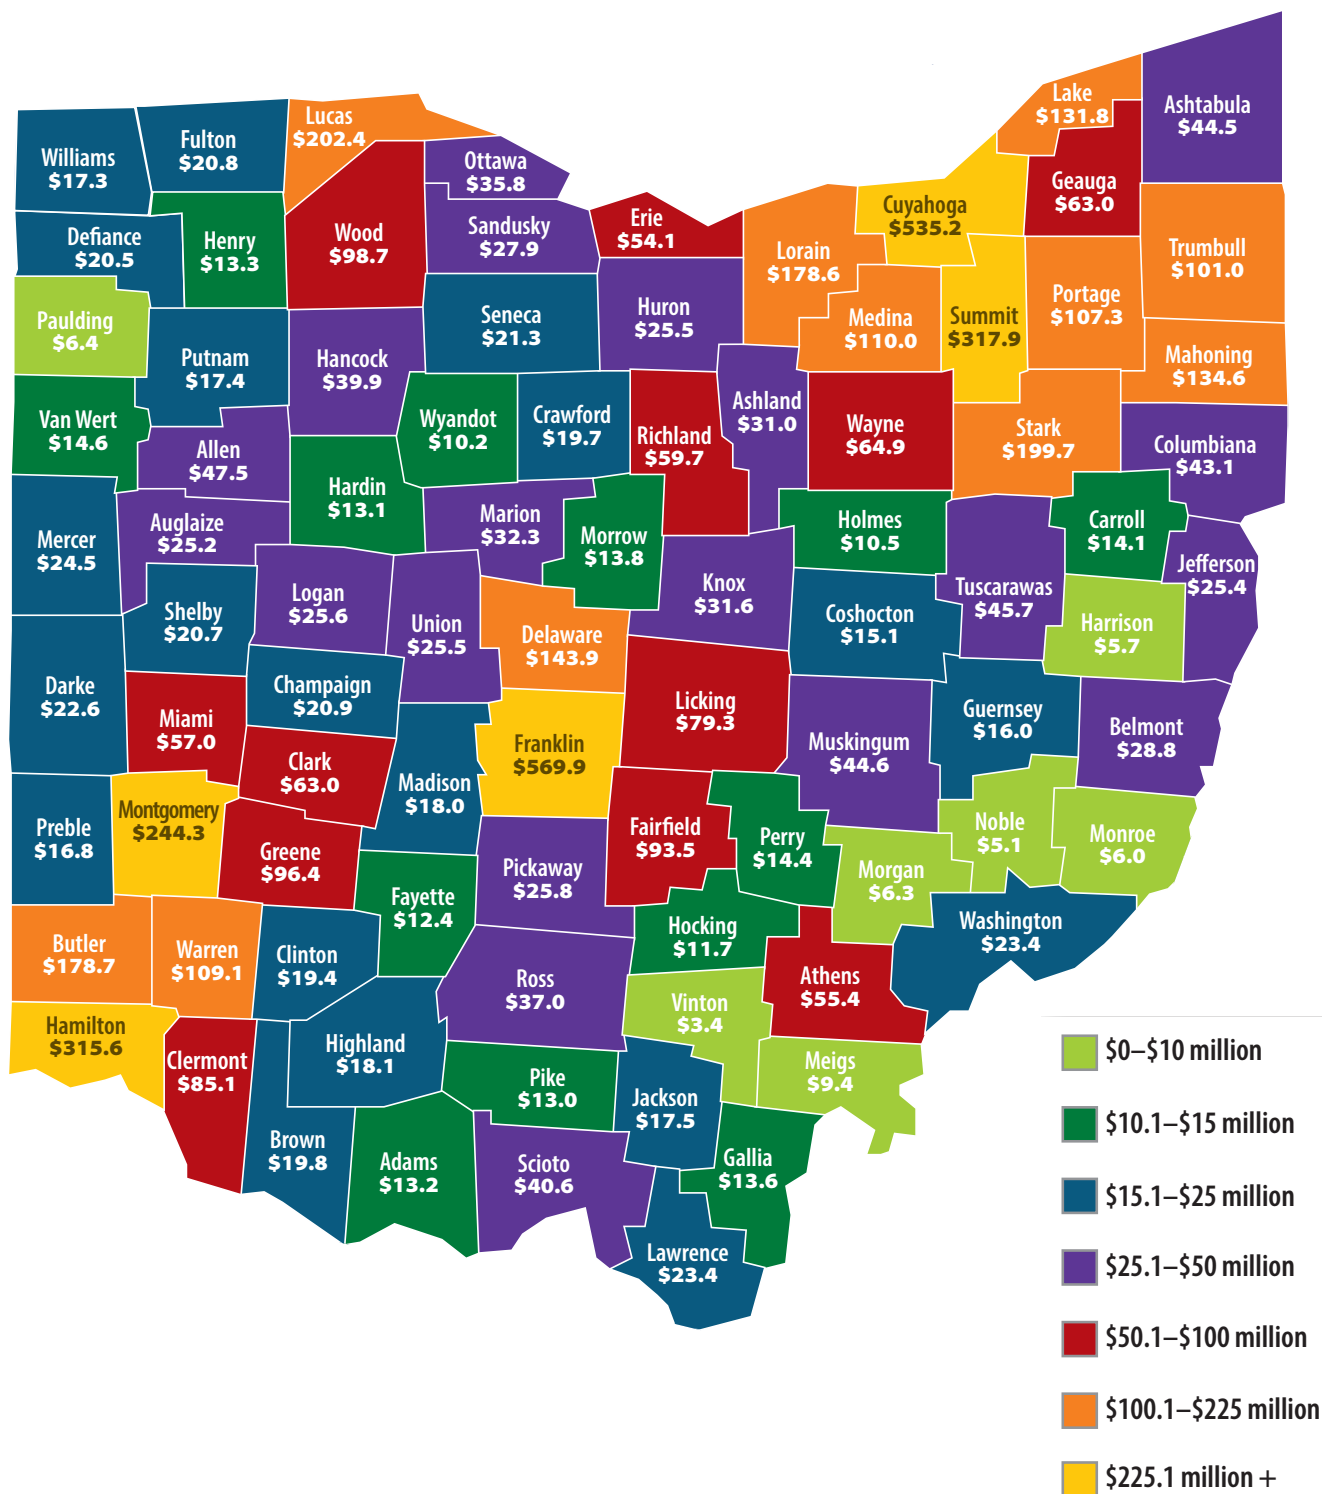 Williams
$17.3
Fulton
$20.8
Lucas
$202.4
Ottawa
$35.8
Lake
$131.8
Ashtabula
$44.5
Geauga
$63.0
Cuyahoga
$535.2
Defiance
$20.5
Henry
$13.3
Wood
$98.7
Sandusky
$27.9
Erie
$54.1
Lorain
$178.6
Trumbull
$101.0
Paulding
$6.4
Putnam
$17.4
Hancock
$39.9
Seneca
$21.3
Huron
$25.5
Medina
$110.0
Summit
$317.9
Portage
$107.3
Mahoning
$134.6
Van Wert
$14.6
Allen
$47.5
Wyandot
$10.2
Crawford
$19.7
Richland
$59.7
Ashland
$31.0
Wayne
$64.9
Stark
$199.7
Columbiana
$43.1
Mercer
$24.5
Auglaize
$25.2
Hardin
$13.1
Marion
$32.3
Morrow
$13.8
Holmes
$10.5
Carroll
$14.1
Jefferson
$25.4
Shelby
$20.7
Logan
$25.6
Union
$25.5
Delaware
$143.9
Knox
$31.6
Coshocton
$15.1
Tuscarawas
$45.7
Harrison
$5.7
Darke
$22.6
Miami
$57.0
Champaign
$20.9
Licking
$79.3
Guernsey
$16.0
Belmont
$28.8
Clark
$63.0
Madison
$18.0
Franklin
$569.9
Muskingum
$44.6
Preble
$16.8
Montgomery
$244.3
Greene
$96.4
Fayette
$12.4
Pickaway
$25.8
Fairfield
$93.5
Perry
$14.4
Morgan
$6.3
Noble
$5.1
Monroe
$6.0
Butler
$178.7
Warren
$109.1
Clinton
$19.4
Ross
$37.0
Hocking
$11.7
Athens
$55.4
Washington
$23.4
Hamilton
$315.6
Clermont
$85.1
Highland
$18.1
Pike
$13.0
Vinton
$3.4
Meigs
$9.4
Jackson
$17.5
Brown
$19.8
Adams
$13.2
Scioto
$40.6
Gallia
$13.6
Lawrence
$23.4
$0–$10 million
$10.1–$15 million
$15.1–$25 million
$25.1–$50 million
$50.1–$100 million
$100.1–$225 million
$225.1 million +